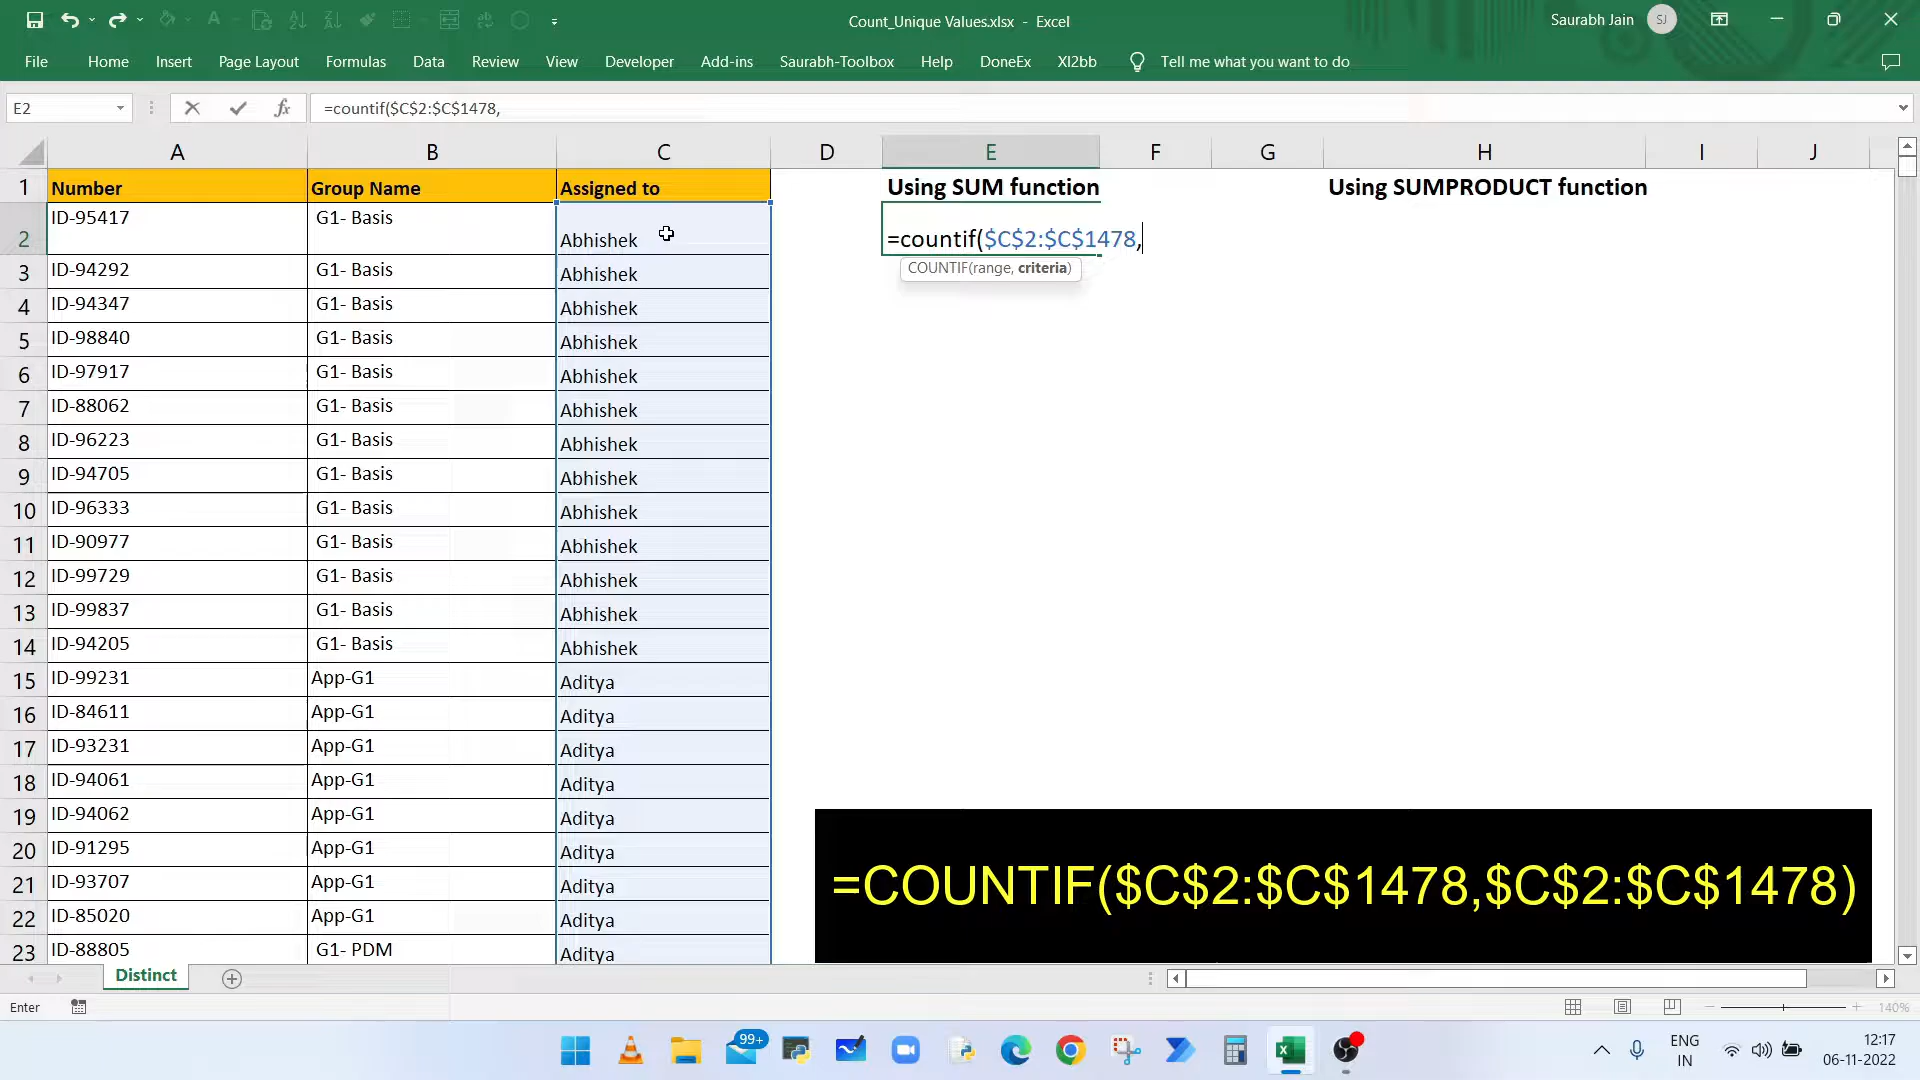 Count_Unique Values.xlsx - Excel
Saurabh Jain
SJ
File Home Insert Page Layout Formulas Data Review View Developer Add-ins Saurabh-Toolbox Help DoneEx Xl2bb Tell me what you want to do
E2 fx =countif($C$2:$C$1478,
A B C D E F G H I J
1 Number Group Name Assigned to Using SUM function Using SUMPRODUCT function
2 ID-95417 G1- Basis Abhishek =countif($C$2:$C$1478,
COUNTIF(range, criteria)
3 ID-94292 G1- Basis Abhishek
4 ID-94347 G1- Basis Abhishek
5 ID-98840 G1- Basis Abhishek
6 ID-97917 G1- Basis Abhishek
7 ID-88062 G1- Basis Abhishek
8 ID-96223 G1- Basis Abhishek
9 ID-94705 G1- Basis Abhishek
10 ID-96333 G1- Basis Abhishek
11 ID-90977 G1- Basis Abhishek
12 ID-99729 G1- Basis Abhishek
13 ID-99837 G1- Basis Abhishek
14 ID-94205 G1- Basis Abhishek
15 ID-99231 App-G1 Aditya
16 ID-84611 App-G1 Aditya
17 ID-93231 App-G1 Aditya
18 ID-94061 App-G1 Aditya
19 ID-94062 App-G1 Aditya
20 ID-91295 App-G1 Aditya
21 ID-93707 App-G1 Aditya
22 ID-85020 App-G1 Aditya
23 ID-88805 G1- PDM Aditya
=COUNTIF($C$2:$C$1478,$C$2:$C$1478)
Distinct
Enter
140%
99+
ENG
IN
12:17
06-11-2022